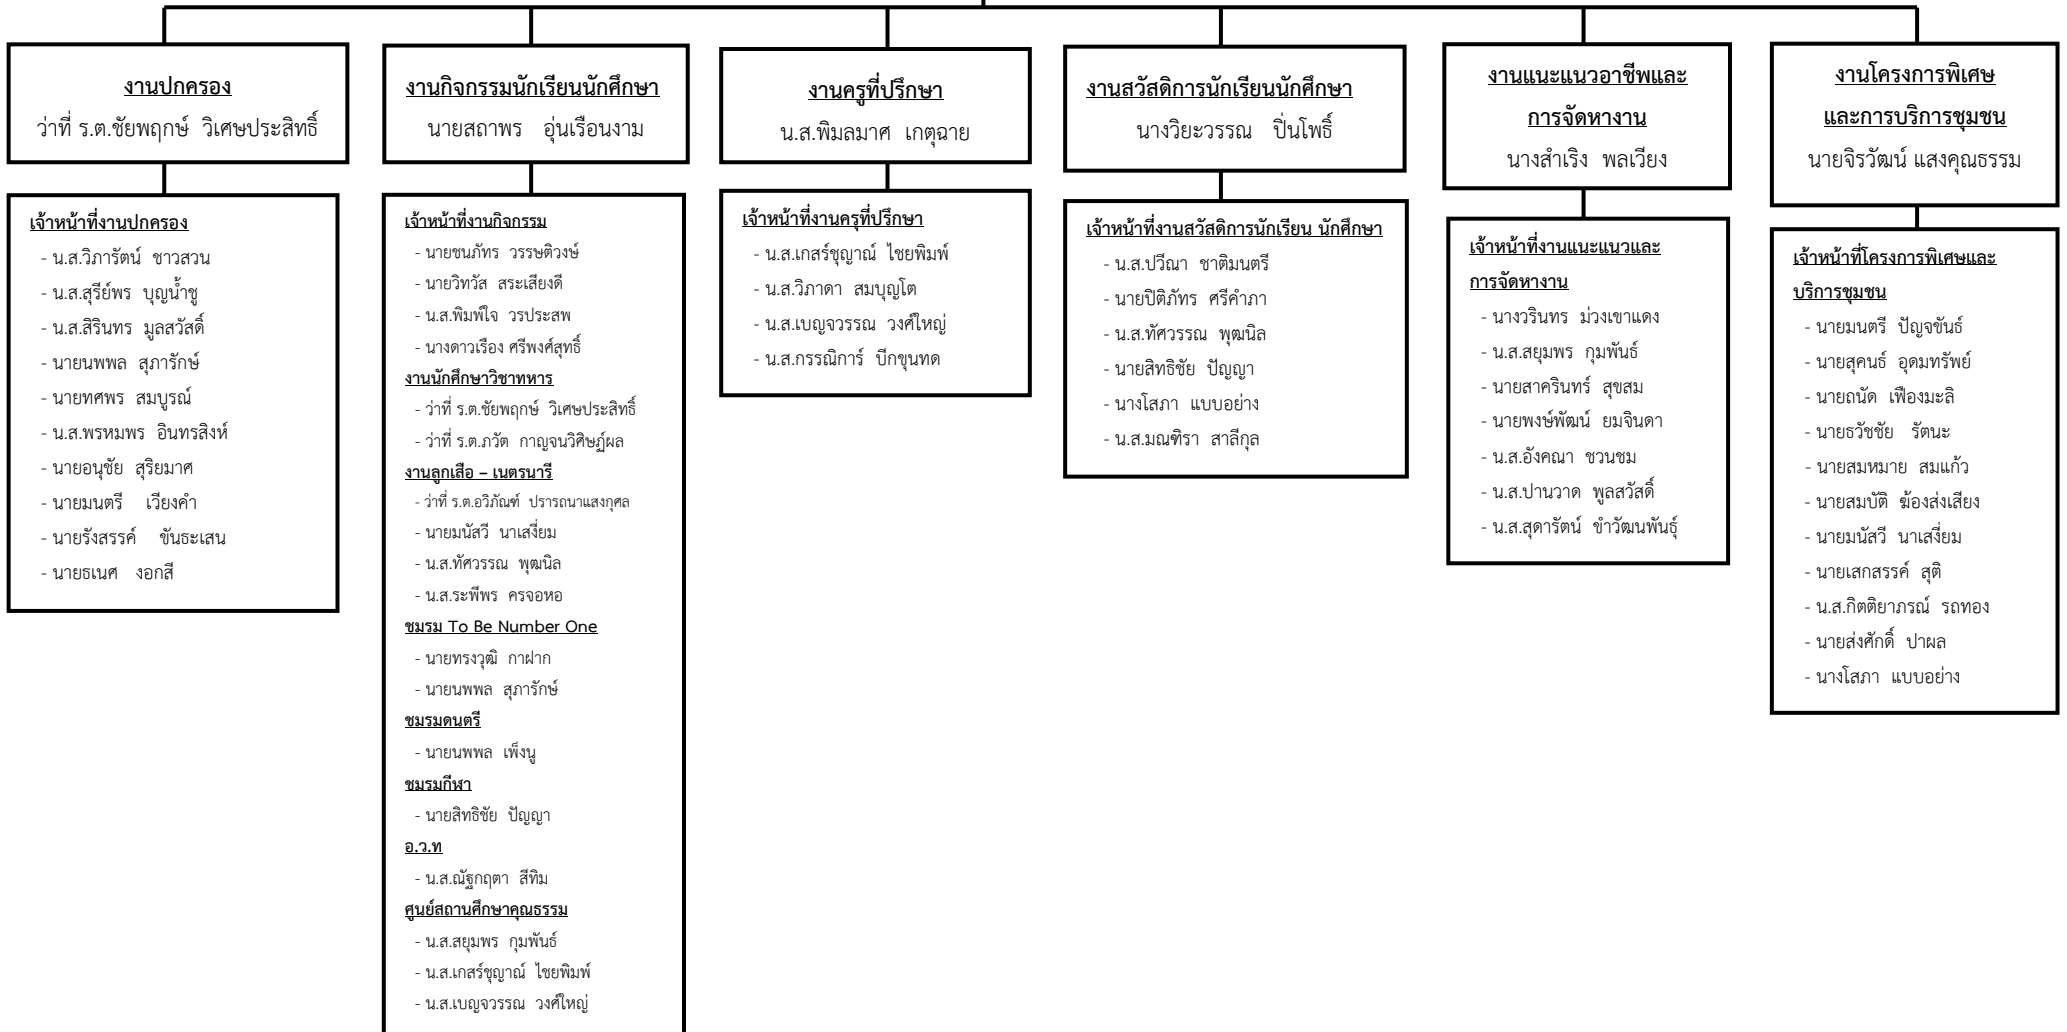 งานปกครอง
ว่าที่ ร.ต.ชัยพฤกษ์ วิเศษประสิทธิ์
เจ้าหน้าที่งานปกครอง
- น.ส.วิภารัตน์ ชาวสวน
- น.ส.สุรีย์พร บุญน้ำชู
- น.ส.สิรินทร มูลสวัสดิ์
- นายนพพล สุภารักษ์
- นายทศพร สมบูรณ์
- น.ส.พรหมพร อินทรสิงห์
- นายอนุชัย สุริยมาศ
- นายมนตรี เวียงคำ
- นายรังสรรค์ ขันธะเสน
- นายธเนศ งอกสี
งานกิจกรรมนักเรียนนักศึกษา
นายสถาพร อุ่นเรือนงาม
เจ้าหน้าที่งานกิจกรรม
- นายชนภัทร วรรษติวงษ์
- นายวิทวัส สระเสียงดี
- น.ส.พิมพ์ใจ วรประสพ
- นางดาวเรือง ศรีพงศ์สุทธิ์
งานนักศึกษาวิชาทหาร
- ว่าที่ ร.ต.ชัยพฤกษ์ วิเศษประสิทธิ์
- ว่าที่ ร.ต.ภวัต กาญจนวิศิษฏ์ผล
งานลูกเสือ – เนตรนารี
- ว่าที่ ร.ต.อวิภัณฑ์ ปรารถนาแสงกุศล
- นายมนัสวี นาเสงี่ยม
- น.ส.ทัศวรรณ พุฒนิล
- น.ส.ระพีพร ครจอหอ
ชมรม To Be Number One
- นายทรงวุฒิ กาฝาก
- นายนพพล สุภารักษ์
ชมรมดนตรี
- นายนพพล เพ็งนู
ชมรมกีฬา
- นายสิทธิชัย ปัญญา
อ.ว.ท
- น.ส.ณัฐกฤตา สีทิม
ศูนย์สถานศึกษาคุณธรรม
- น.ส.สยุมพร กุมพันธ์
- น.ส.เกสร์ชุญาณ์ ไชยพิมพ์
- น.ส.เบญจวรรณ วงศ์ใหญ่
งานครูที่ปรึกษา
น.ส.พิมลมาศ เกตุฉาย
เจ้าหน้าที่งานครูที่ปรึกษา
- น.ส.เกสร์ชุญาณ์ ไชยพิมพ์
- น.ส.วิภาดา สมบุญโต
- น.ส.เบญจวรรณ วงศ์ใหญ่
- น.ส.กรรณิการ์ บีกขุนทด
งานสวัสดิการนักเรียนนักศึกษา
นางวิยะวรรณ ปิ่นโพธิ์
เจ้าหน้าที่งานสวัสดิการนักเรียน นักศึกษา
- น.ส.ปวีณา ชาติมนตรี
- นายปิติภัทร ศรีคำภา
- น.ส.ทัศวรรณ พุฒนิล
- นายสิทธิชัย ปัญญา
- นางโสภา แบบอย่าง
- น.ส.มณฑิรา สาลีกุล
งานแนะแนวอาชีพและ
การจัดหางาน
นางสำเริง พลเวียง
เจ้าหน้าที่งานแนะแนวและ
การจัดหางาน
- นางวรินทร ม่วงเขาแดง
- น.ส.สยุมพร กุมพันธ์
- นายสาครินทร์ สุขสม
- นายพงษ์พัฒน์ ยมจินดา
- น.ส.อังคณา ชวนชม
- น.ส.ปานวาด พูลสวัสดิ์
- น.ส.สุดารัตน์ ขำวัฒนพันธุ์
งานโครงการพิเศษ
และการบริการชุมชน
นายจิรวัฒน์ แสงคุณธรรม
เจ้าหน้าที่โครงการพิเศษและ
บริการชุมชน
- นายมนตรี ปัญจขันธ์
- นายสุคนธ์ อุดมทรัพย์
- นายถนัด เฟืองมะลิ
- นายธวัชชัย รัตนะ
- นายสมหมาย สมแก้ว
- นายสมบัติ ฆ้องส่งเสียง
- นายมนัสวี นาเสงี่ยม
- นายเสกสรรค์ สุติ
- น.ส.กิตติยาภรณ์ รถทอง
- นายส่งศักดิ์ ปาผล
- นางโสภา แบบอย่าง